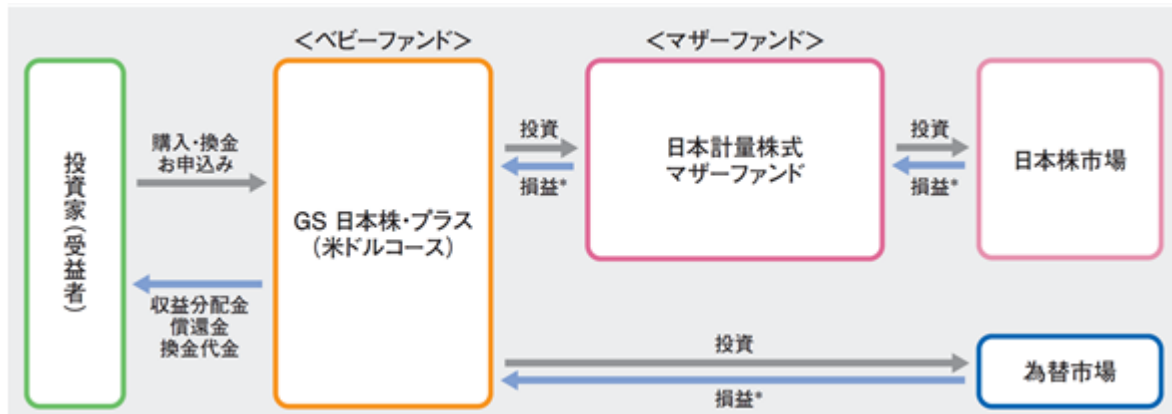 <ベビーファンド>
<マザーファンド>
投資家(受益者)
購入・換金
お申込み
収益分配金
償還金
換金代金
GS 日本株・プラス
(米ドルコース)
投資
損益*
日本計量株式
マザーファンド
投資
損益*
日本株市場
投資
損益*
為替市場